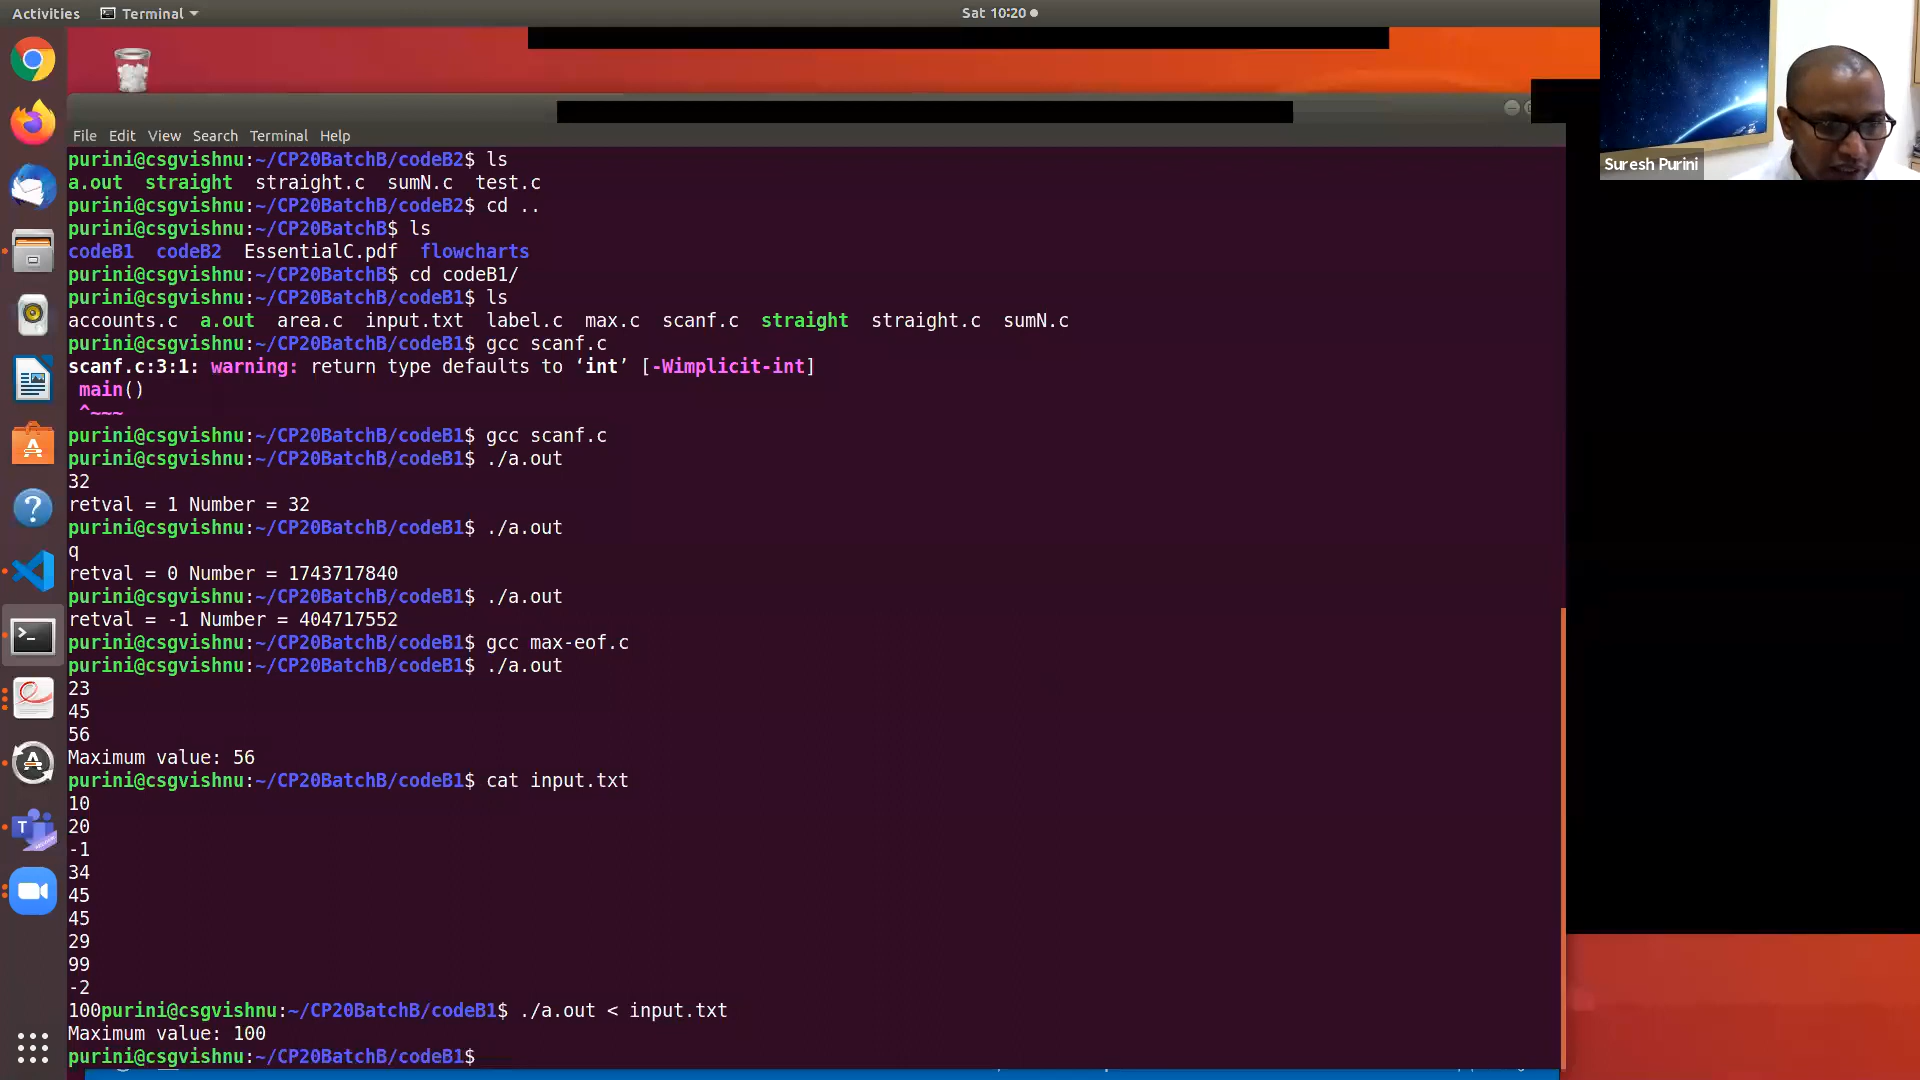 Activities Terminal Sat 10:20
File Edit View Search Terminal Help
purini@csgvishnu:~/CP20BatchB/codeB2$ ls
a.out straight straight.c sumN.c test.c
purini@csgvishnu:~/CP20BatchB/codeB2$ cd ..
purini@csgvishnu:~/CP20BatchB$ ls
codeB1 codeB2 EssentialC.pdf flowcharts
purini@csgvishnu:~/CP20BatchB$ cd codeB1/
purini@csgvishnu:~/CP20BatchB/codeB1$ ls
accounts.c a.out area.c input.txt label.c max.c scanf.c straight straight.c sumN.c
purini@csgvishnu:~/CP20BatchB/codeB1$ gcc scanf.c
scanf.c:3:1: warning: return type defaults to ‘int’ [-Wimplicit-int]
main()
^~~~
purini@csgvishnu:~/CP20BatchB/codeB1$ gcc scanf.c
purini@csgvishnu:~/CP20BatchB/codeB1$ ./a.out
32
retval = 1 Number = 32
purini@csgvishnu:~/CP20BatchB/codeB1$ ./a.out
q
retval = 0 Number = 1743717840
purini@csgvishnu:~/CP20BatchB/codeB1$ ./a.out
retval = -1 Number = 404717552
purini@csgvishnu:~/CP20BatchB/codeB1$ gcc max-eof.c
purini@csgvishnu:~/CP20BatchB/codeB1$ ./a.out
23
45
56
Maximum value: 56
purini@csgvishnu:~/CP20BatchB/codeB1$ cat input.txt
10
20
-1
34
45
45
29
99
-2
100purini@csgvishnu:~/CP20BatchB/codeB1$ ./a.out < input.txt
Maximum value: 100
purini@csgvishnu:~/CP20BatchB/codeB1$
Suresh Purini